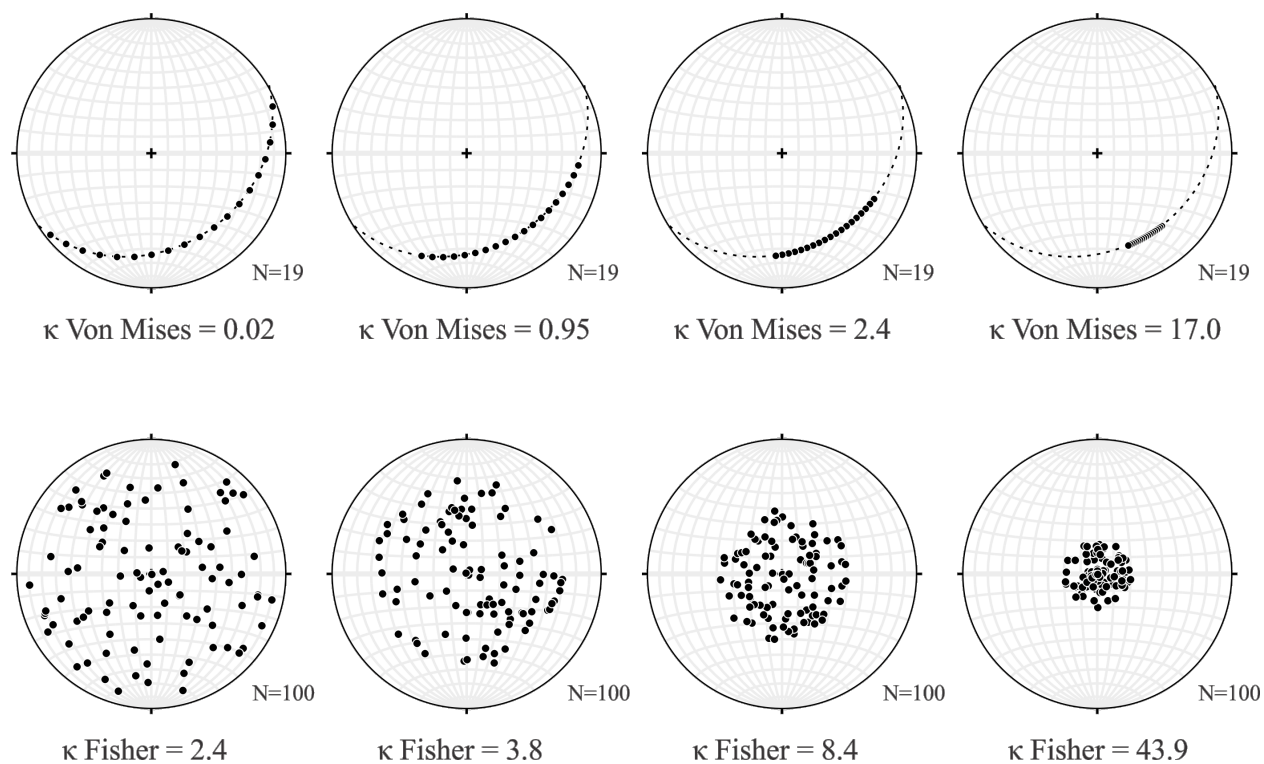 N=19 N=19 N=19 N=19
κ Von Mises = 0.02 κ Von Mises = 0.95 κ Von Mises = 2.4 κ Von Mises = 17.0
N=100 N=100 N=100 N=100
κ Fisher = 2.4 κ Fisher = 3.8 κ Fisher = 8.4 κ Fisher = 43.9